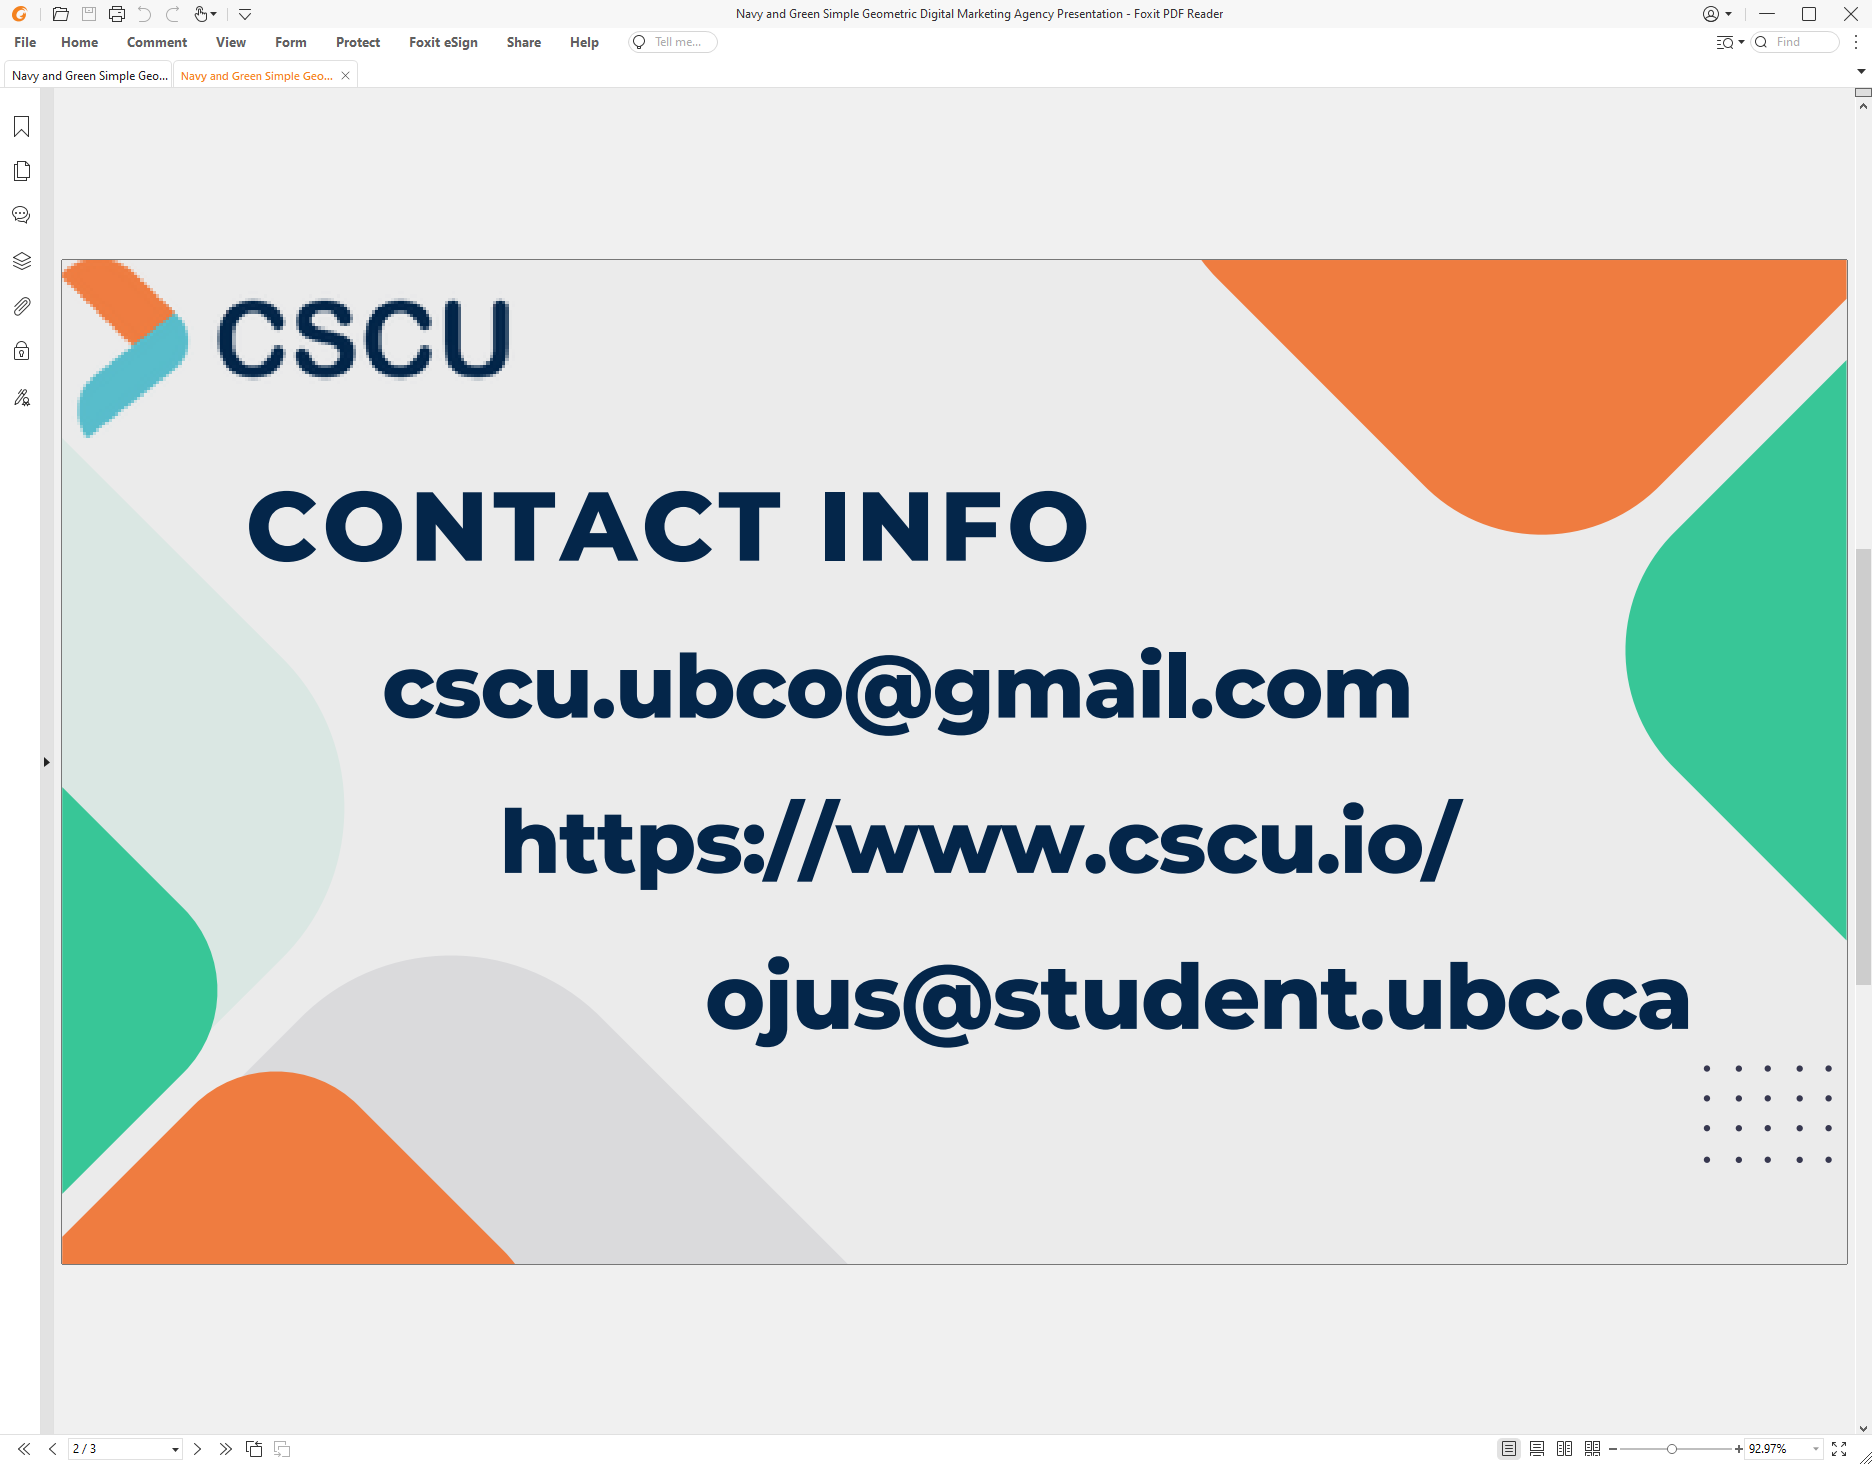 Navy and Green Simple Geometric Digital Marketing Agency Presentation - Foxit PDF Reader
File Home Comment View Form Protect Foxit eSign Share Help Tell me... Find
Navy and Green Simple Geo... Navy and Green Simple Geo...
CSCU
CONTACT INFO
cscu.ubco@gmail.com
https://www.cscu.io/
ojus@student.ubc.ca
2 / 3 92.97%